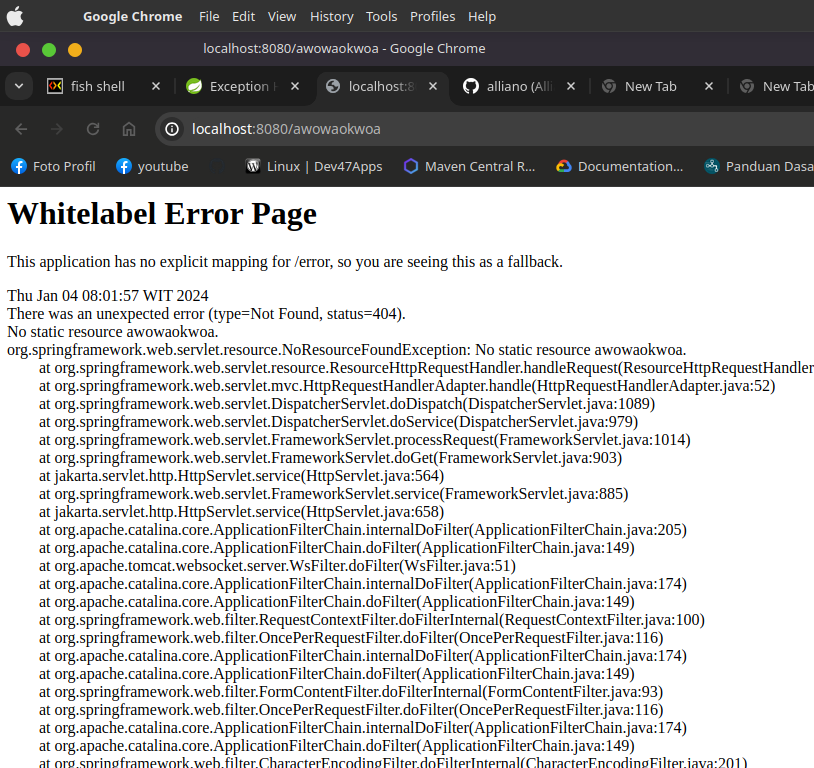 Google Chrome File Edit View History Tools Profiles Help
localhost:8080/awowaokwoa - Google Chrome
fish shell Exception localhost:8 alliano (Alli New Tab New Tab
localhost:8080/awowaokwoa
Foto Profil youtube Linux | Dev47Apps Maven Central R... Documentation... Panduan Dasa
Whitelabel Error Page
This application has no explicit mapping for /error, so you are seeing this as a fallback.
Thu Jan 04 08:01:57 WIT 2024
There was an unexpected error (type=Not Found, status=404).
No static resource awowaokwoa.
org.springframework.web.servlet.resource.NoResourceFoundException: No static resource awowaokwoa.
at org.springframework.web.servlet.resource.ResourceHttpRequestHandler.handleRequest(ResourceHttpRequestHandler
at org.springframework.web.servlet.mvc.HttpRequestHandlerAdapter.handle(HttpRequestHandlerAdapter.java:52)
at org.springframework.web.servlet.DispatcherServlet.doDispatch(DispatcherServlet.java:1089)
at org.springframework.web.servlet.DispatcherServlet.doService(DispatcherServlet.java:979)
at org.springframework.web.servlet.FrameworkServlet.processRequest(FrameworkServlet.java:1014)
at org.springframework.web.servlet.FrameworkServlet.doGet(FrameworkServlet.java:903)
at jakarta.servlet.http.HttpServlet.service(HttpServlet.java:564)
at org.springframework.web.servlet.FrameworkServlet.service(FrameworkServlet.java:885)
at jakarta.servlet.http.HttpServlet.service(HttpServlet.java:658)
at org.apache.catalina.core.ApplicationFilterChain.internalDoFilter(ApplicationFilterChain.java:205)
at org.apache.catalina.core.ApplicationFilterChain.doFilter(ApplicationFilterChain.java:149)
at org.apache.tomcat.websocket.server.WsFilter.doFilter(WsFilter.java:51)
at org.apache.catalina.core.ApplicationFilterChain.internalDoFilter(ApplicationFilterChain.java:174)
at org.apache.catalina.core.ApplicationFilterChain.doFilter(ApplicationFilterChain.java:149)
at org.springframework.web.filter.RequestContextFilter.doFilterInternal(RequestContextFilter.java:100)
at org.springframework.web.filter.OncePerRequestFilter.doFilter(OncePerRequestFilter.java:116)
at org.apache.catalina.core.ApplicationFilterChain.internalDoFilter(ApplicationFilterChain.java:174)
at org.apache.catalina.core.ApplicationFilterChain.doFilter(ApplicationFilterChain.java:149)
at org.springframework.web.filter.FormContentFilter.doFilterInternal(FormContentFilter.java:93)
at org.springframework.web.filter.OncePerRequestFilter.doFilter(OncePerRequestFilter.java:116)
at org.apache.catalina.core.ApplicationFilterChain.internalDoFilter(ApplicationFilterChain.java:174)
at org.apache.catalina.core.ApplicationFilterChain.doFilter(ApplicationFilterChain.java:149)
at org.springframework.web.filter.CharacterEncodingFilter.doFilterInternal(CharacterEncodingFilter.java:201)